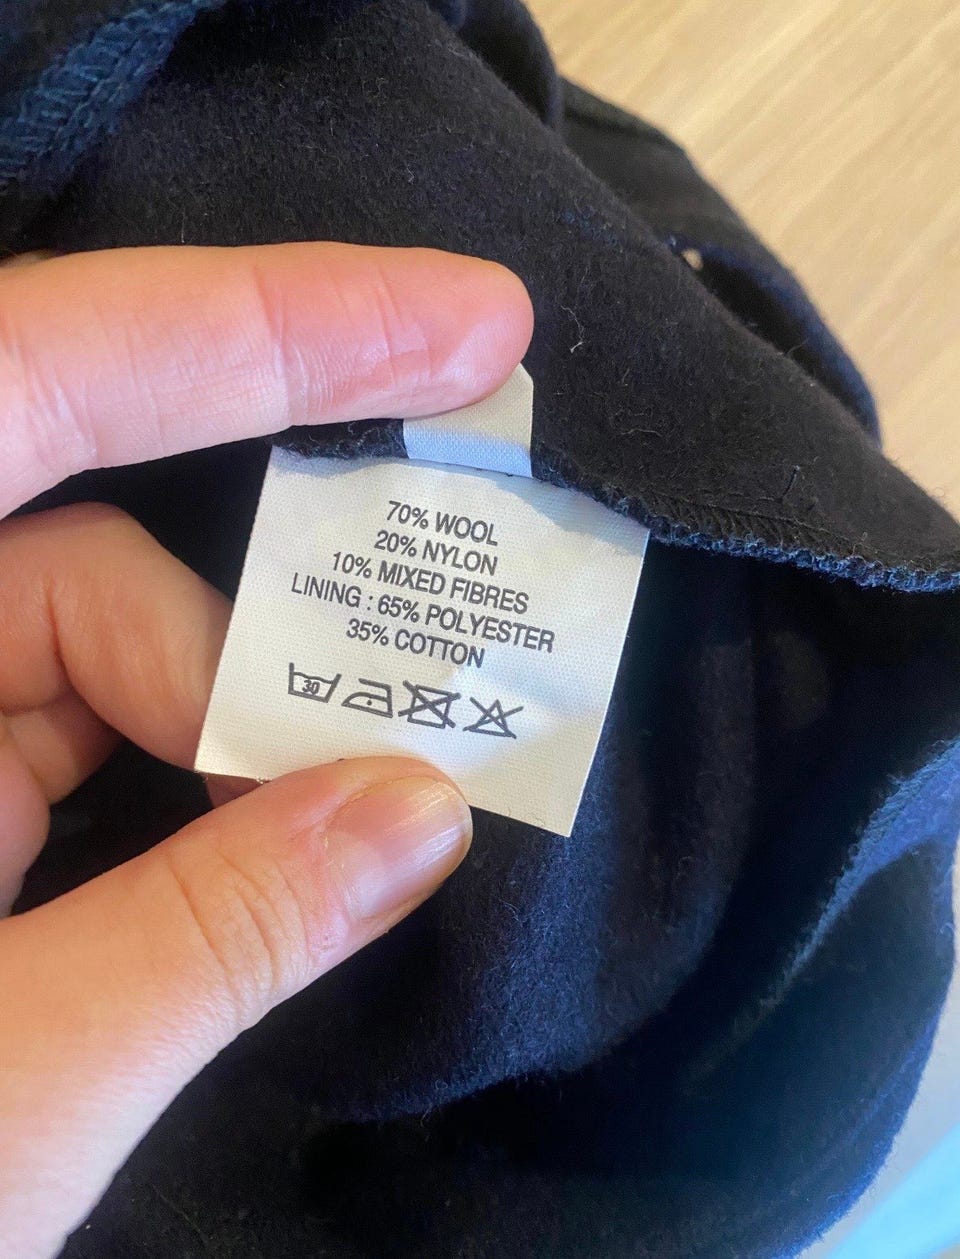 70% WOOL
20% NYLON
10% MIXED FIBRES
LINING : 65% POLYESTER
35% COTTON
30